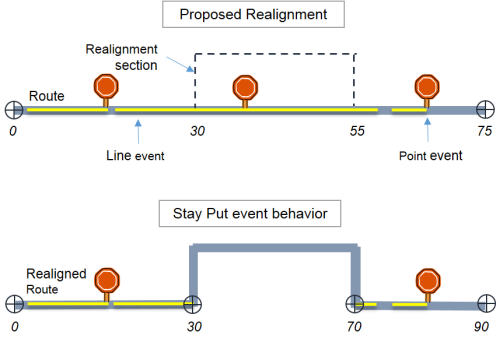 Proposed Realignment
Realignment
section
Route
0
30
55
75
Line event
Point event
Stay Put event behavior
Realigned
Route
0
30
70
90